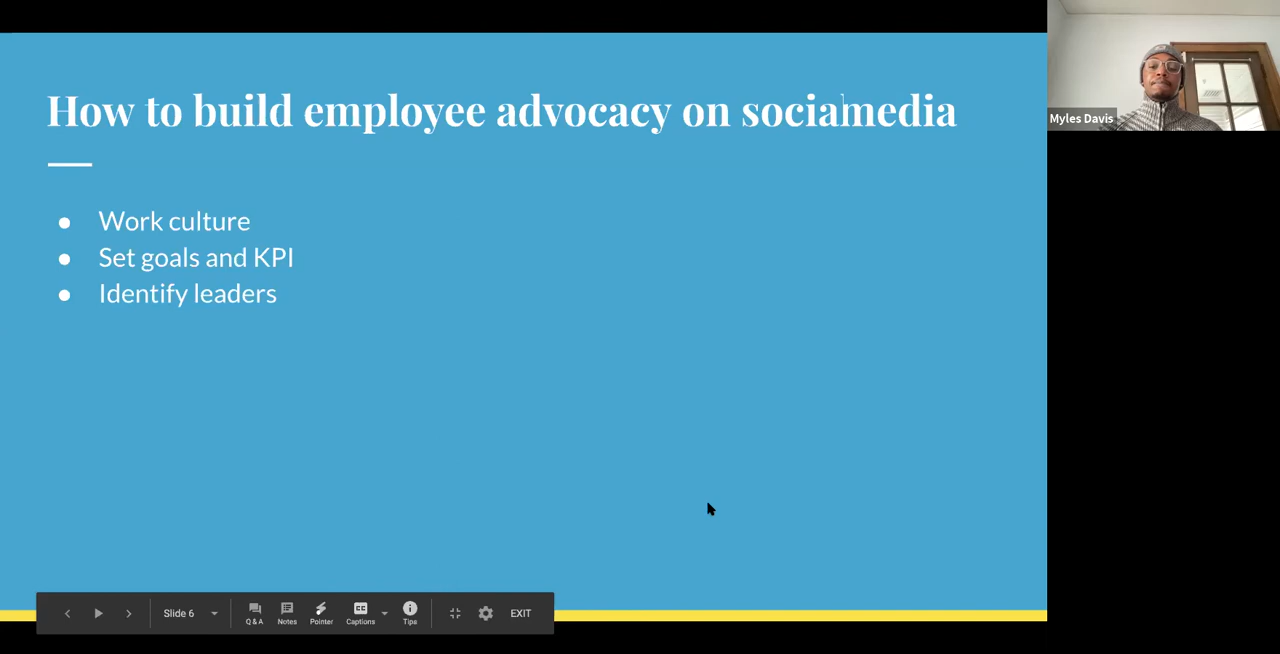 How to build employee advocacy on socialmedia
Myles Davis
● Work culture
● Set goals and KPI
● Identify leaders
Slide 6
Q & A
Notes
Pointer
CC
Captions
Tips
EXIT